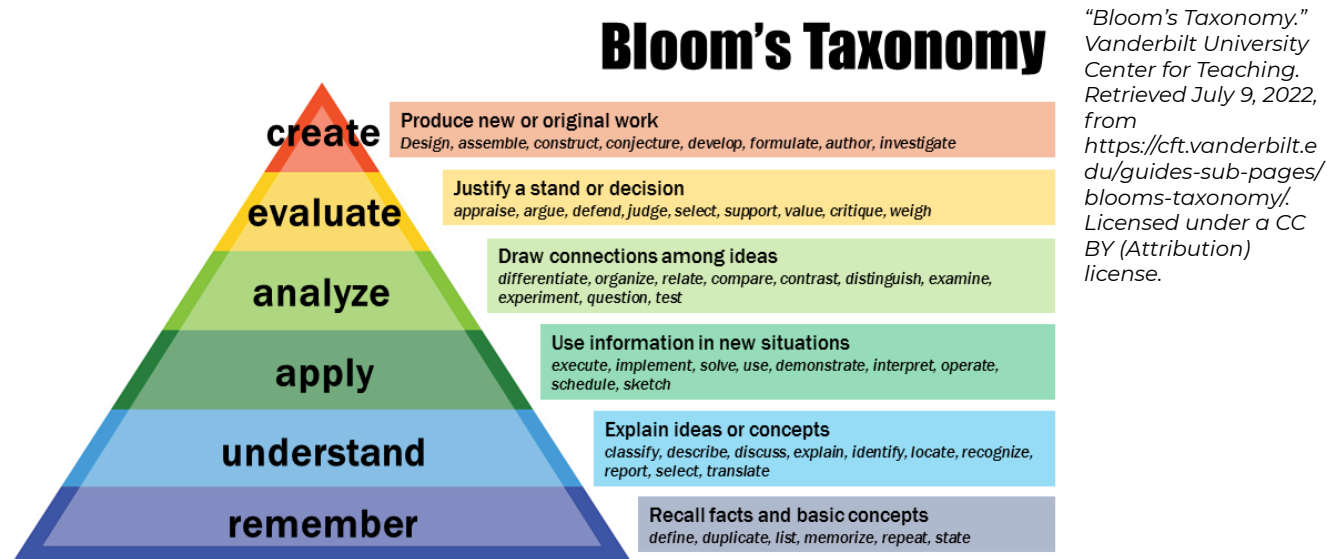 Bloom's Taxonomy
create
Produce new or original work
Design, assemble, construct, conjecture, develop, formulate, author, investigate
evaluate
Justify a stand or decision
appraise, argue, defend, judge, select, support, value, critique, weigh
analyze
Draw connections among ideas
differentiate, organize, relate, compare, contrast, distinguish, examine,
experiment, question, test
apply
Use information in new situations
execute, implement, solve, use, demonstrate, interpret, operate,
schedule, sketch
understand
Explain ideas or concepts
classify, describe, discuss, explain, identify, locate, recognize,
report, select, translate
remember
Recall facts and basic concepts
define, duplicate, list, memorize, repeat, state
“Bloom’s Taxonomy.”
Vanderbilt University
Center for Teaching.
Retrieved July 9, 2022,
from
https://cft.vanderbilt.e
du/guides-sub-pages/
blooms-taxonomy/.
Licensed under a CC
BY (Attribution)
license.